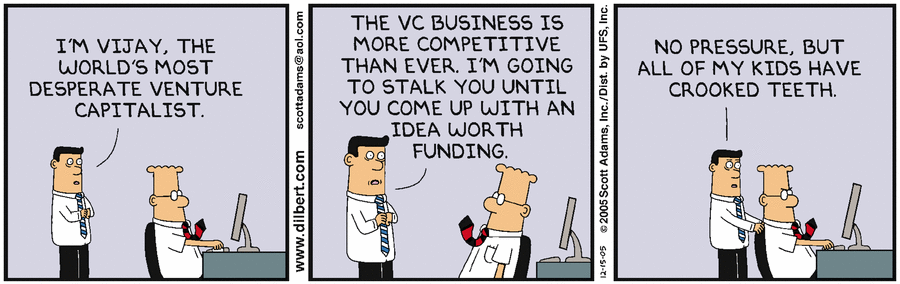 I'M VIJAY, THE
WORLD'S MOST
DESPERATE VENTURE
CAPITALIST.
www.dilbert.com
scottadams@aol.com
THE VC BUSINESS IS
MORE COMPETITIVE
THAN EVER. I'M GOING
TO STALK YOU UNTIL
YOU COME UP WITH AN
IDEA WORTH
FUNDING.
12-15-05 © 2005 Scott Adams, Inc./Dist. by UFS, Inc.
NO PRESSURE, BUT
ALL OF MY KIDS HAVE
CROOKED TEETH.